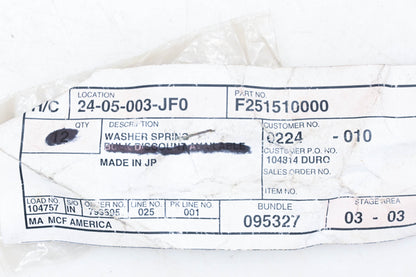 LOCATION PART NO.
H/C 24-05-003-JF0 F251510000
QTY DESCRIPTION CUSTOMER NO.
12 WASHER SPRING 0224 -010
CUSTOMER P.O. NO.
MADE IN JP 104814 DURO
SALES ORDER NO.
ITEM NO.
LOAD NO. S/O ORDER NO. LINE NO. PK LINE NO. BUNDLE STAGE AREA
104757 IN 025 001 095327 03 - 03
MA MCF AMERICA